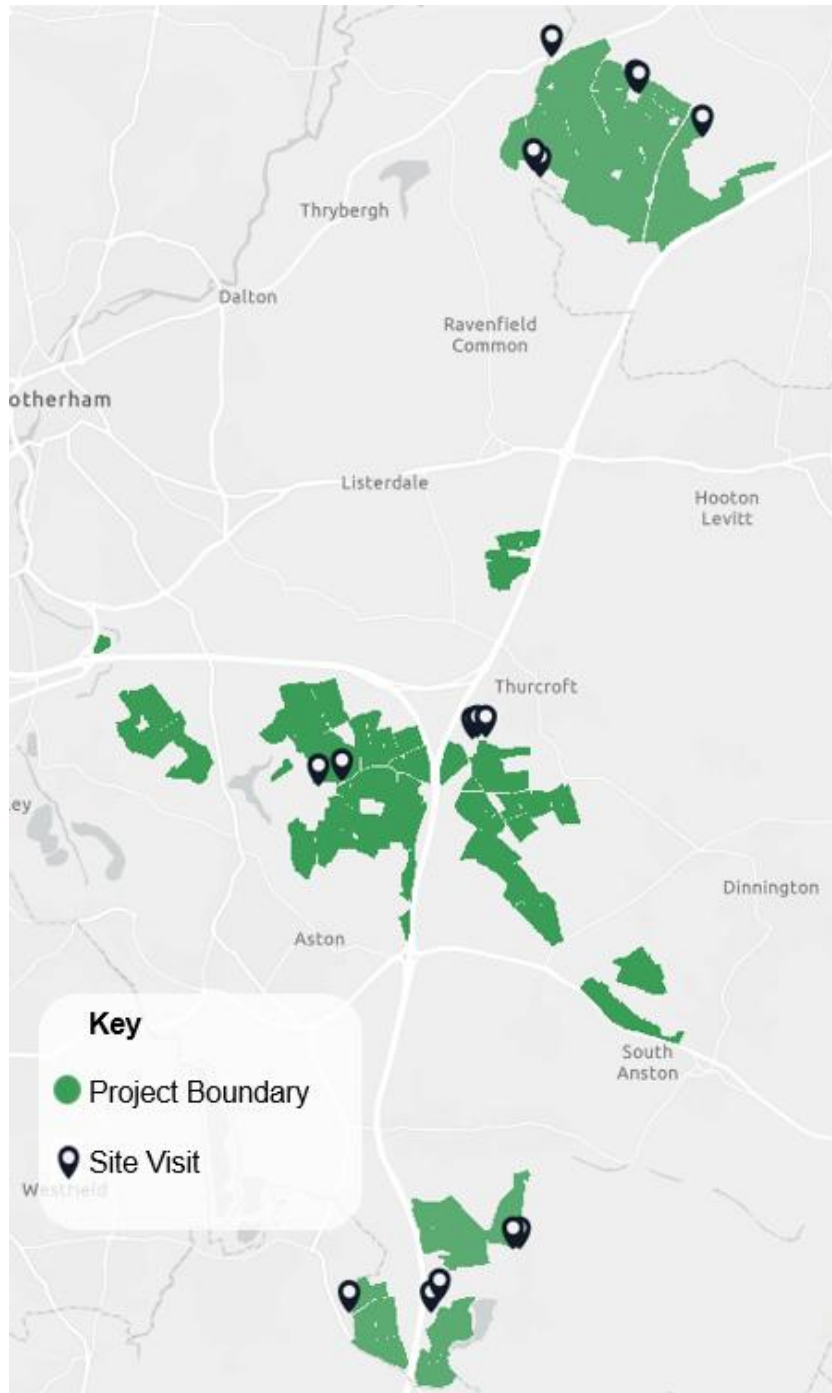 Thrybergh
Dalton
Ravenfield
Common
otherham
Listerdale
Hooton
Levitt
Thurcroft
ey
Dinnington
Aston
Key
Project Boundary
South
Anston
Site Visit
Westfield